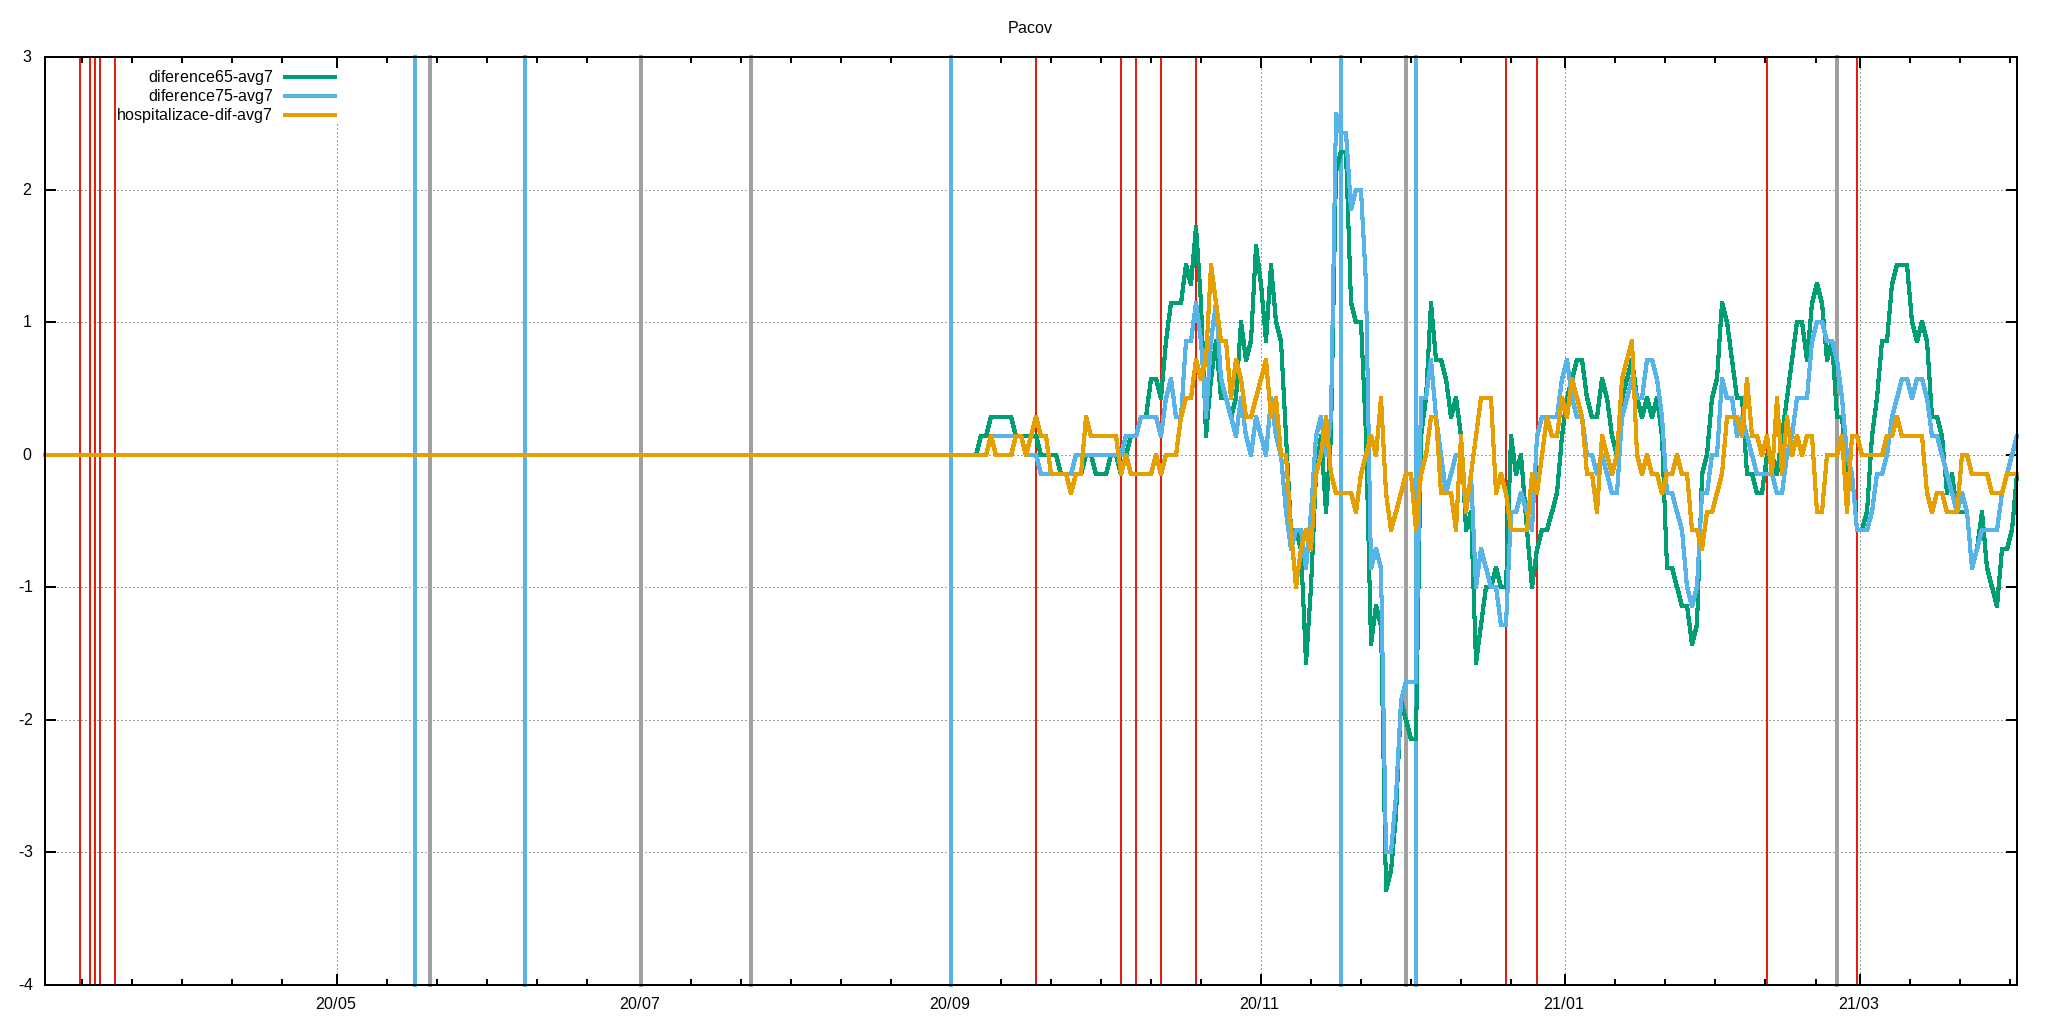 Pacov
3
diference65-avg7
diference75-avg7
hospitalizace-dif-avg7
2
1
0
-1
-2
-3
-4
20/05 20/07 20/09 20/11 21/01 21/03